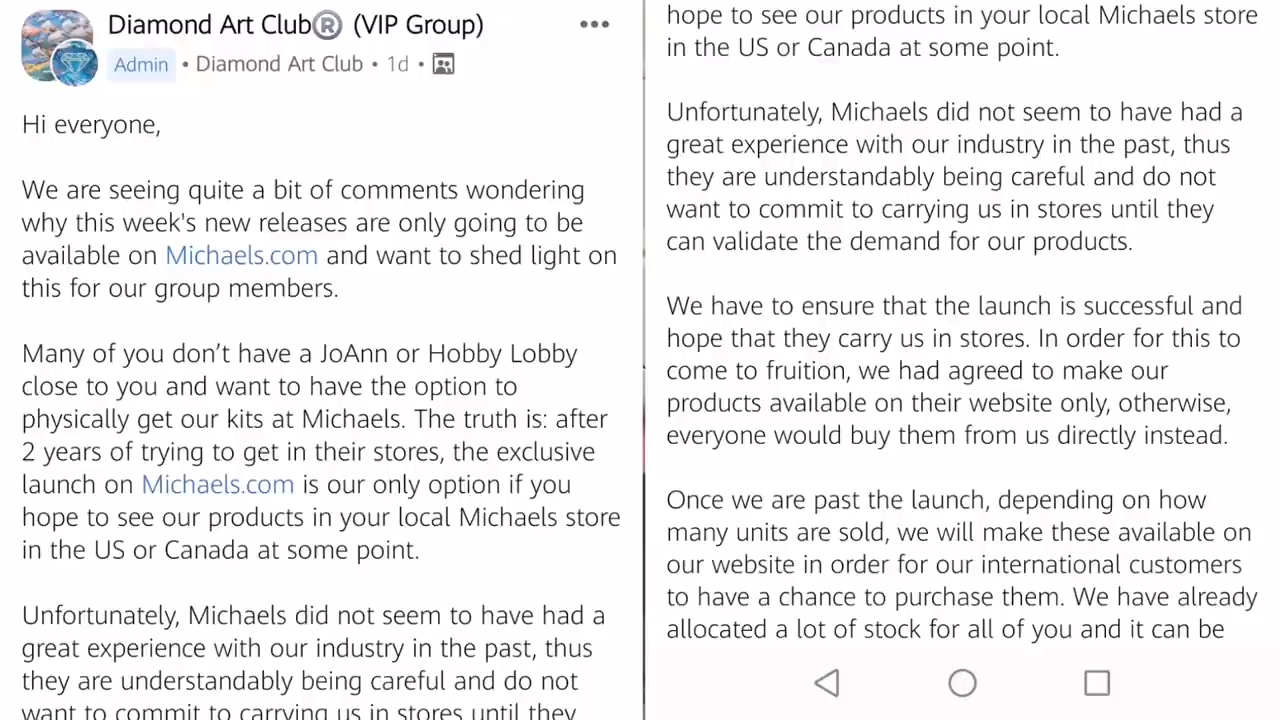 Diamond Art Club® (VIP Group)
Admin • Diamond Art Club • 1d •
Hi everyone,
We are seeing quite a bit of comments wondering
why this week's new releases are only going to be
available on Michaels.com and want to shed light on
this for our group members.
Many of you don’t have a JoAnn or Hobby Lobby
close to you and want to have the option to
physically get our kits at Michaels. The truth is: after
2 years of trying to get in their stores, the exclusive
launch on Michaels.com is our only option if you
hope to see our products in your local Michaels store
in the US or Canada at some point.
Unfortunately, Michaels did not seem to have had a
great experience with our industry in the past, thus
they are understandably being careful and do not
want to commit to carrying us in stores until they
hope to see our products in your local Michaels store
in the US or Canada at some point.
Unfortunately, Michaels did not seem to have had a
great experience with our industry in the past, thus
they are understandably being careful and do not
want to commit to carrying us in stores until they
can validate the demand for our products.
We have to ensure that the launch is successful and
hope that they carry us in stores. In order for this to
come to fruition, we had agreed to make our
products available on their website only, otherwise,
everyone would buy them from us directly instead.
Once we are past the launch, depending on how
many units are sold, we will make these available on
our website in order for our international customers
to have a chance to purchase them. We have already
allocated a lot of stock for all of you and it can be